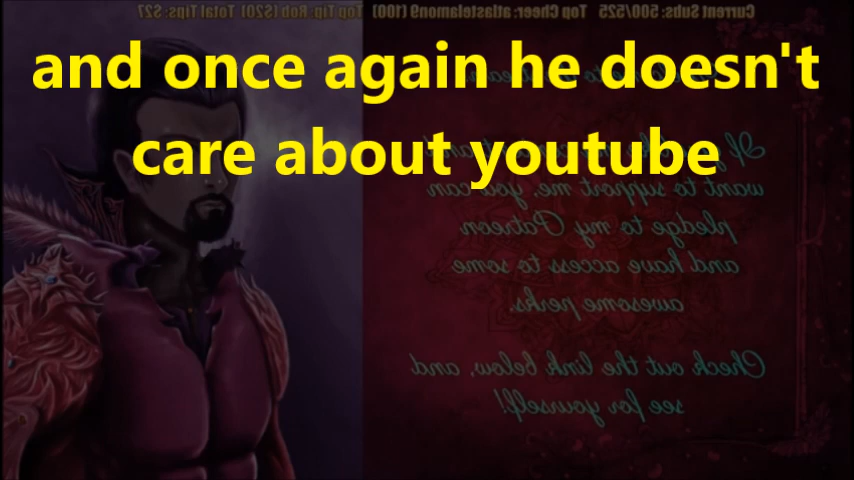 Current Subs: 500/525 Top Cheer: atlastelamon9 (100) Top Tip: Rob ($20) Total Tips: $27
and once again he doesn't
care about youtube
If
want to support me, you can
pledge to my Patreon
and have access to some
awesome perks.
Check out the link below, and
see for yourself!